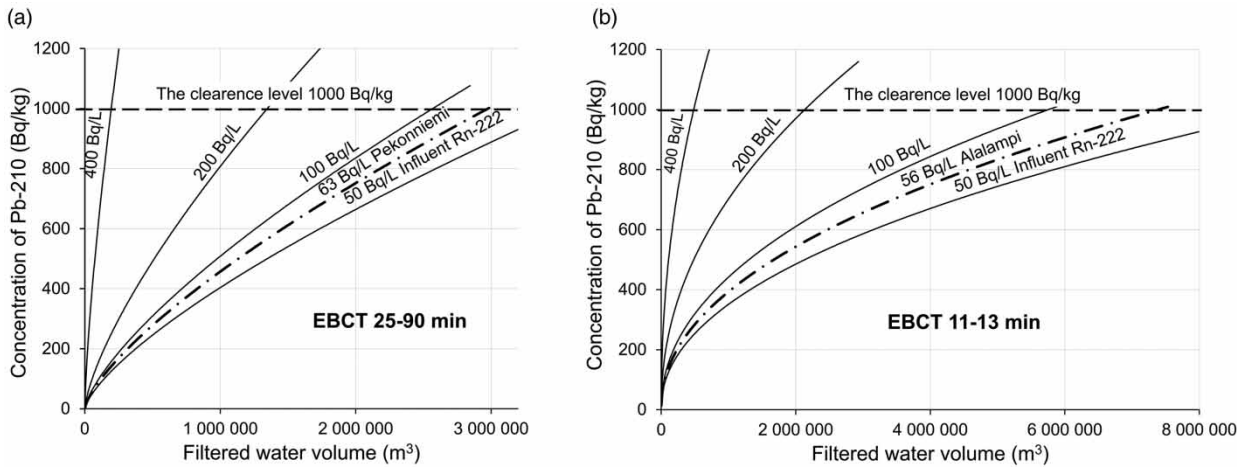 (a)
Concentration of Pb-210 (Bq/kg)
1200
1000
800
600
400
200
0
The clearence level 1000 Bq/kg
400 Bq/L
200 Bq/L
100 Bq/L
63 Bq/L Pekonniemi
50 Bq/L Influent Rn-222
EBCT 25-90 min
0
1 000 000
2 000 000
3 000 000
Filtered water volume (m³)
(b)
Concentration of Pb-210 (Bq/kg)
1200
1000
800
600
400
200
0
The clearence level 1000 Bq/kg
400 Bq/L
200 Bq/L
100 Bq/L
56 Bq/L Alalampi
50 Bq/L Influent Rn-222
EBCT 11-13 min
0
2 000 000
4 000 000
6 000 000
8 000 000
Filtered water volume (m³)